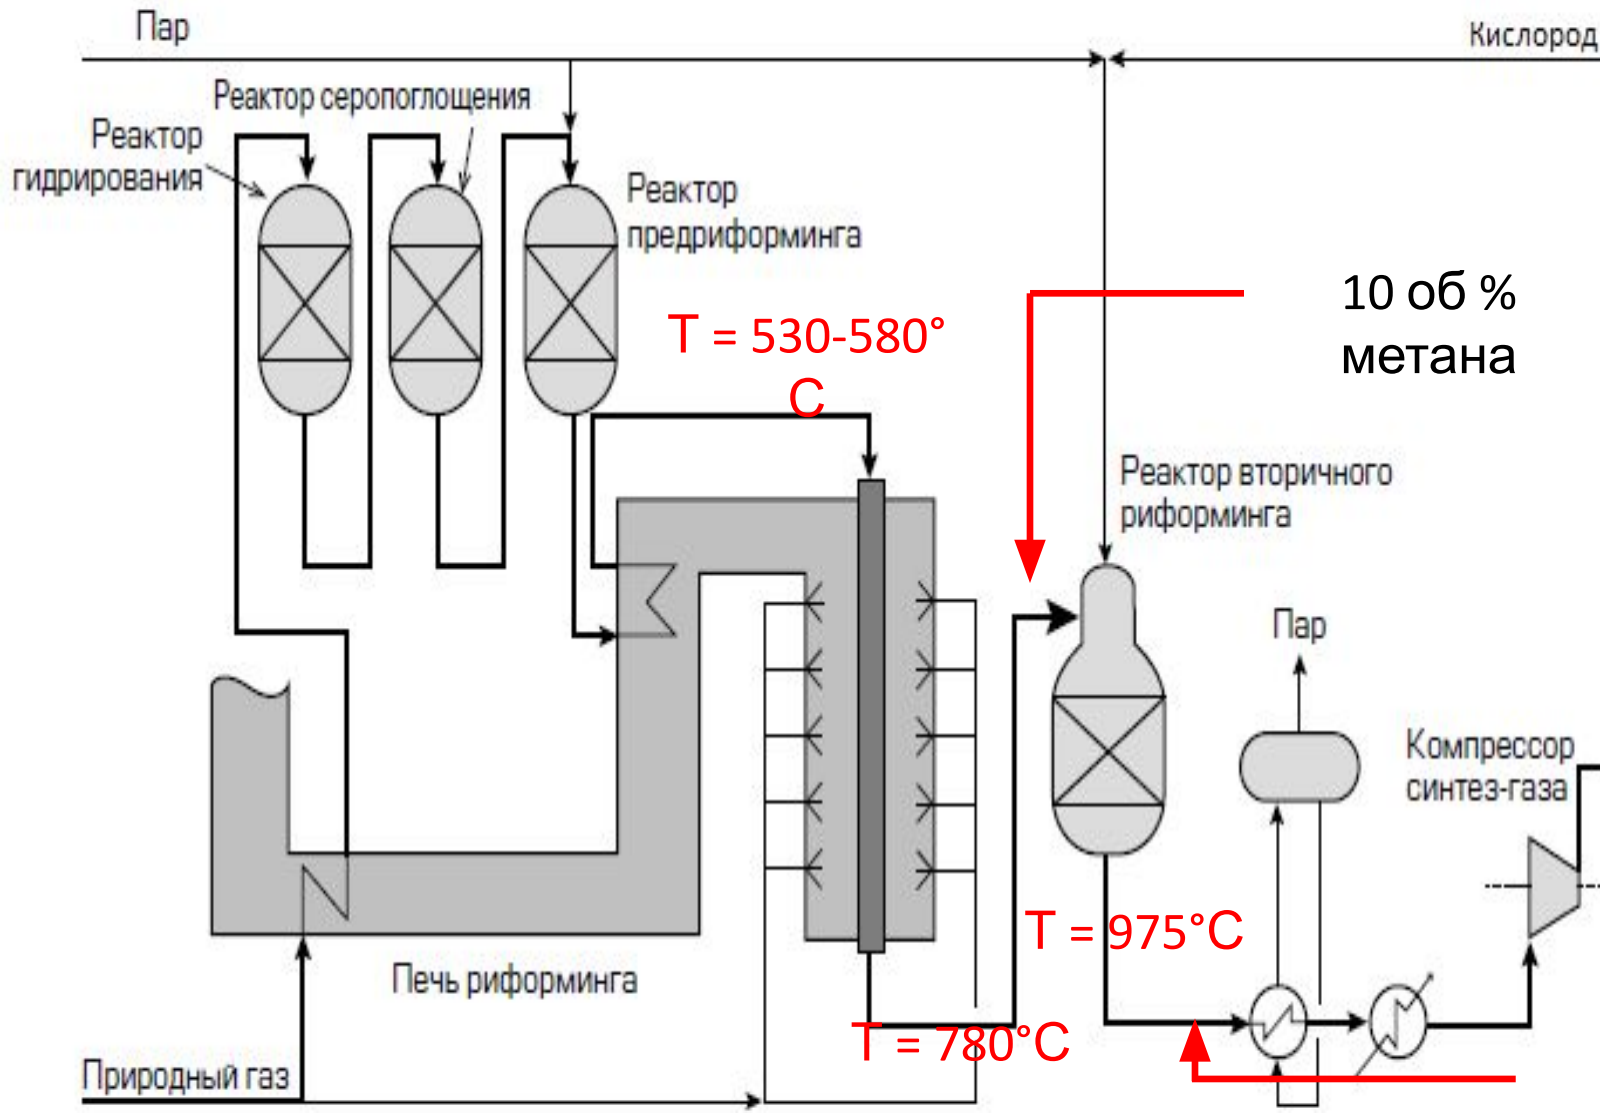 Пар
Кислород
Реактор серопоглощения
Реактор
гидрирования
Реактор
предриформинга
10 об %
метана
T = 530-580°
C
Реактор вторичного
риформинга
Пар
Компрессор
синтез-газа
T = 975°C
Печь риформинга
T = 780°C
Природный газ